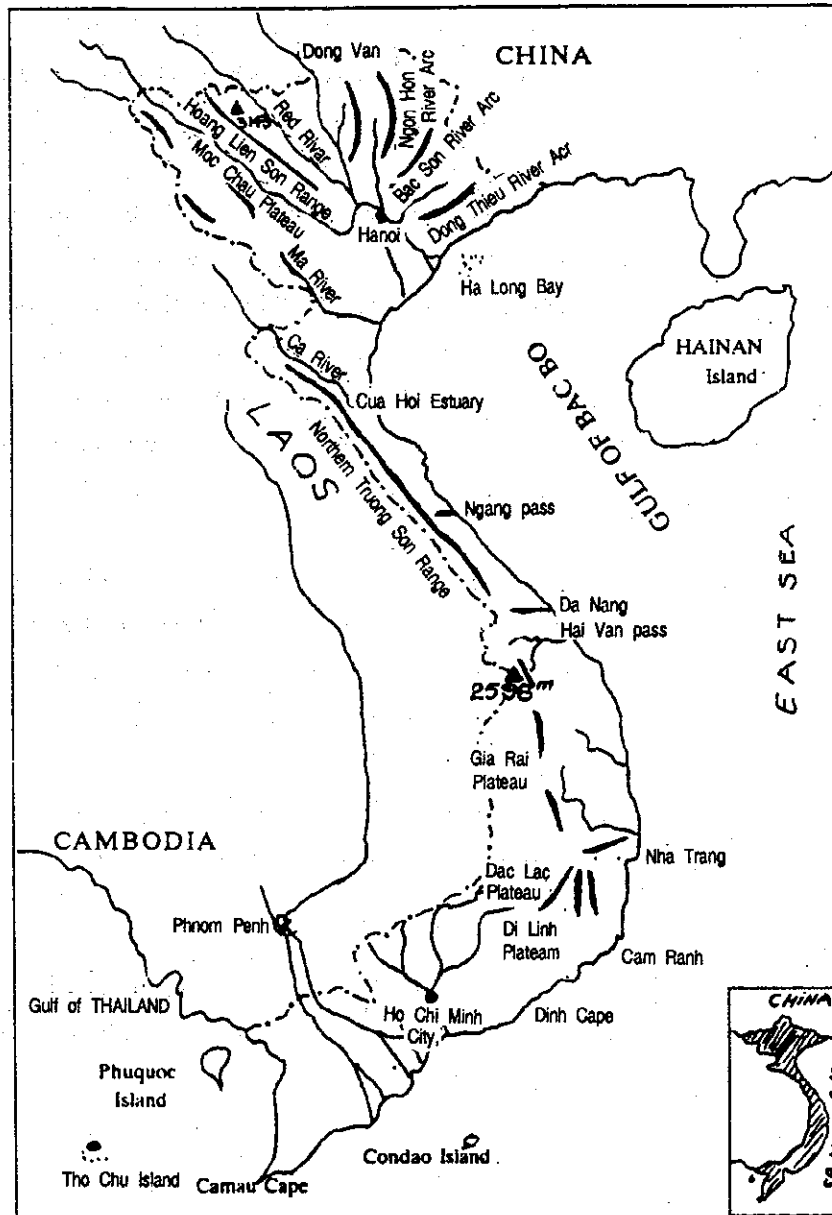 CHINA
Dong Van
Ngon Hon
River Arc
Bac Son River Arc
Red Rivar
Hoang Lien Son Range
Moc Chau Plateau
Dong Thieu River Acr
Hanoi
Ma River
Ha Long Bay
HAINAN
Island
Ca River
Cua Hoi Estuary
GULF OF BAC BO
LAOS
Northern Truong Son Range
Ngang pass
EAST SEA
Da Nang
Hai Van pass
2598 m
Gia Rai
Plateau
CAMBODIA
Nha Trang
Dac Lac
Plateau
Phnom Penh
Di Linh
Plateam
Cam Ranh
Gulf of THAILAND
Ho Chi Minh
City,
Dinh Cape
CHINA
Phuquoc
Island
Condao Island
Tho Chu Island
Camau Cape